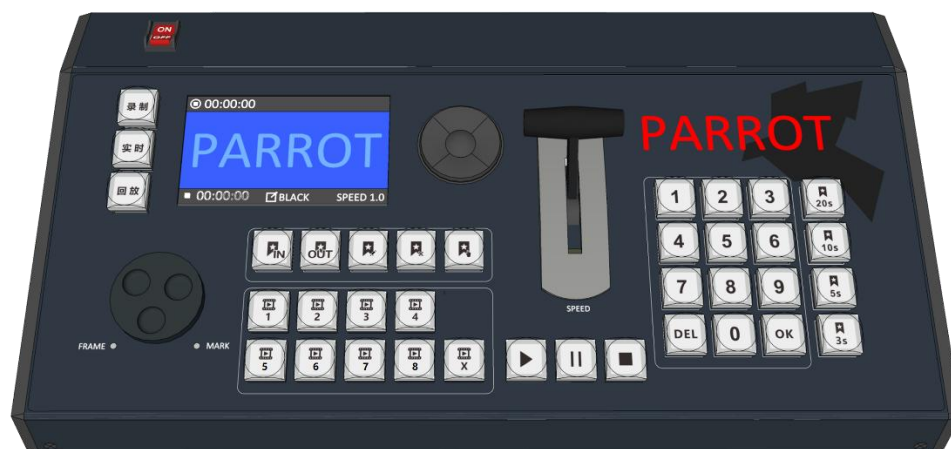 ON
OFF
录制
实时
回放
00:00:00
PARROT
00:00:00 BLACK SPEED 1.0
PARROT
IN OUT
1 2 3 4
5 6 7 8 X
FRAME MARK
SPEED
1 2 3 20s
4 5 6 10s
7 8 9 5s
DEL 0 OK 3s